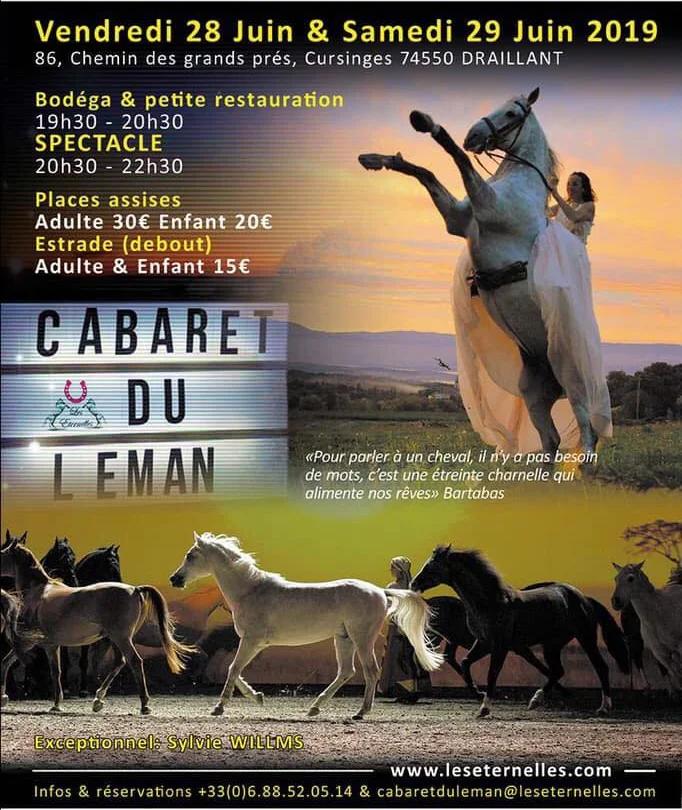 Vendredi 28 Juin & Samedi 29 Juin 2019
86, Chemin des grands prés, Cursinges 74550 DRAILLANT
Bodéga & petite restauration
19h30 - 20h30
SPECTACLE
20h30 - 22h30
Places assises
Adulte 30€ Enfant 20€
Estrade (debout)
Adulte & Enfant 15€
CABARET
DU
Les
Eternelles
LEMAN
«Pour parler à un cheval, il n'y a pas besoin
de mots, c'est une étreinte charnelle qui
alimente nos rêves» Bartabas
Exceptionnel: Sylvie WILLMS
www.leseternelles.com
Infos & réservations +33(0)6.88.52.05.14 & cabaretduleman@leseternelles.com